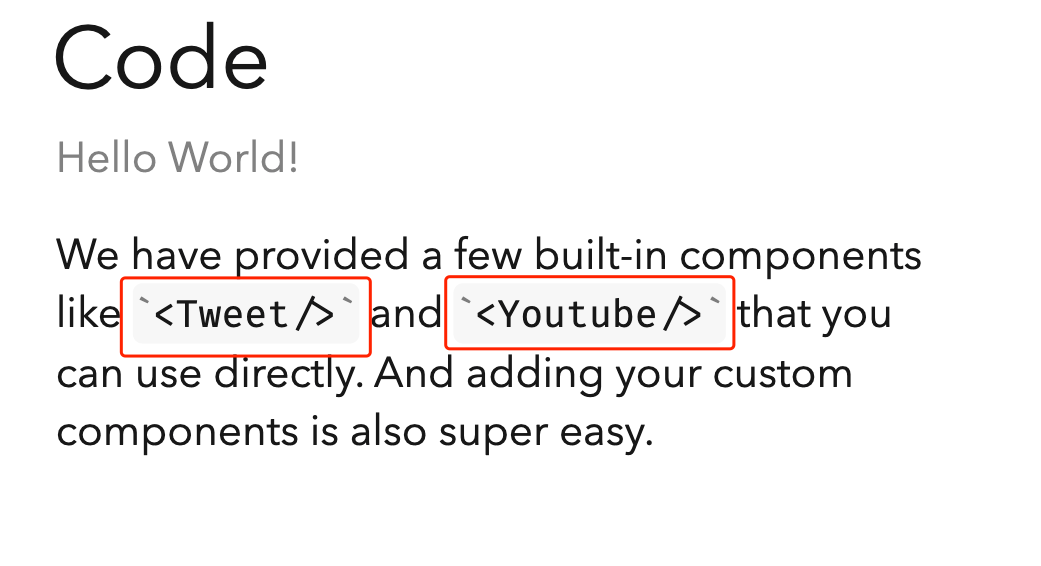 Code
Hello World!
We have provided a few built-in components
like `<Tweet/>` and `<Youtube/>` that you
can use directly. And adding your custom
components is also super easy.